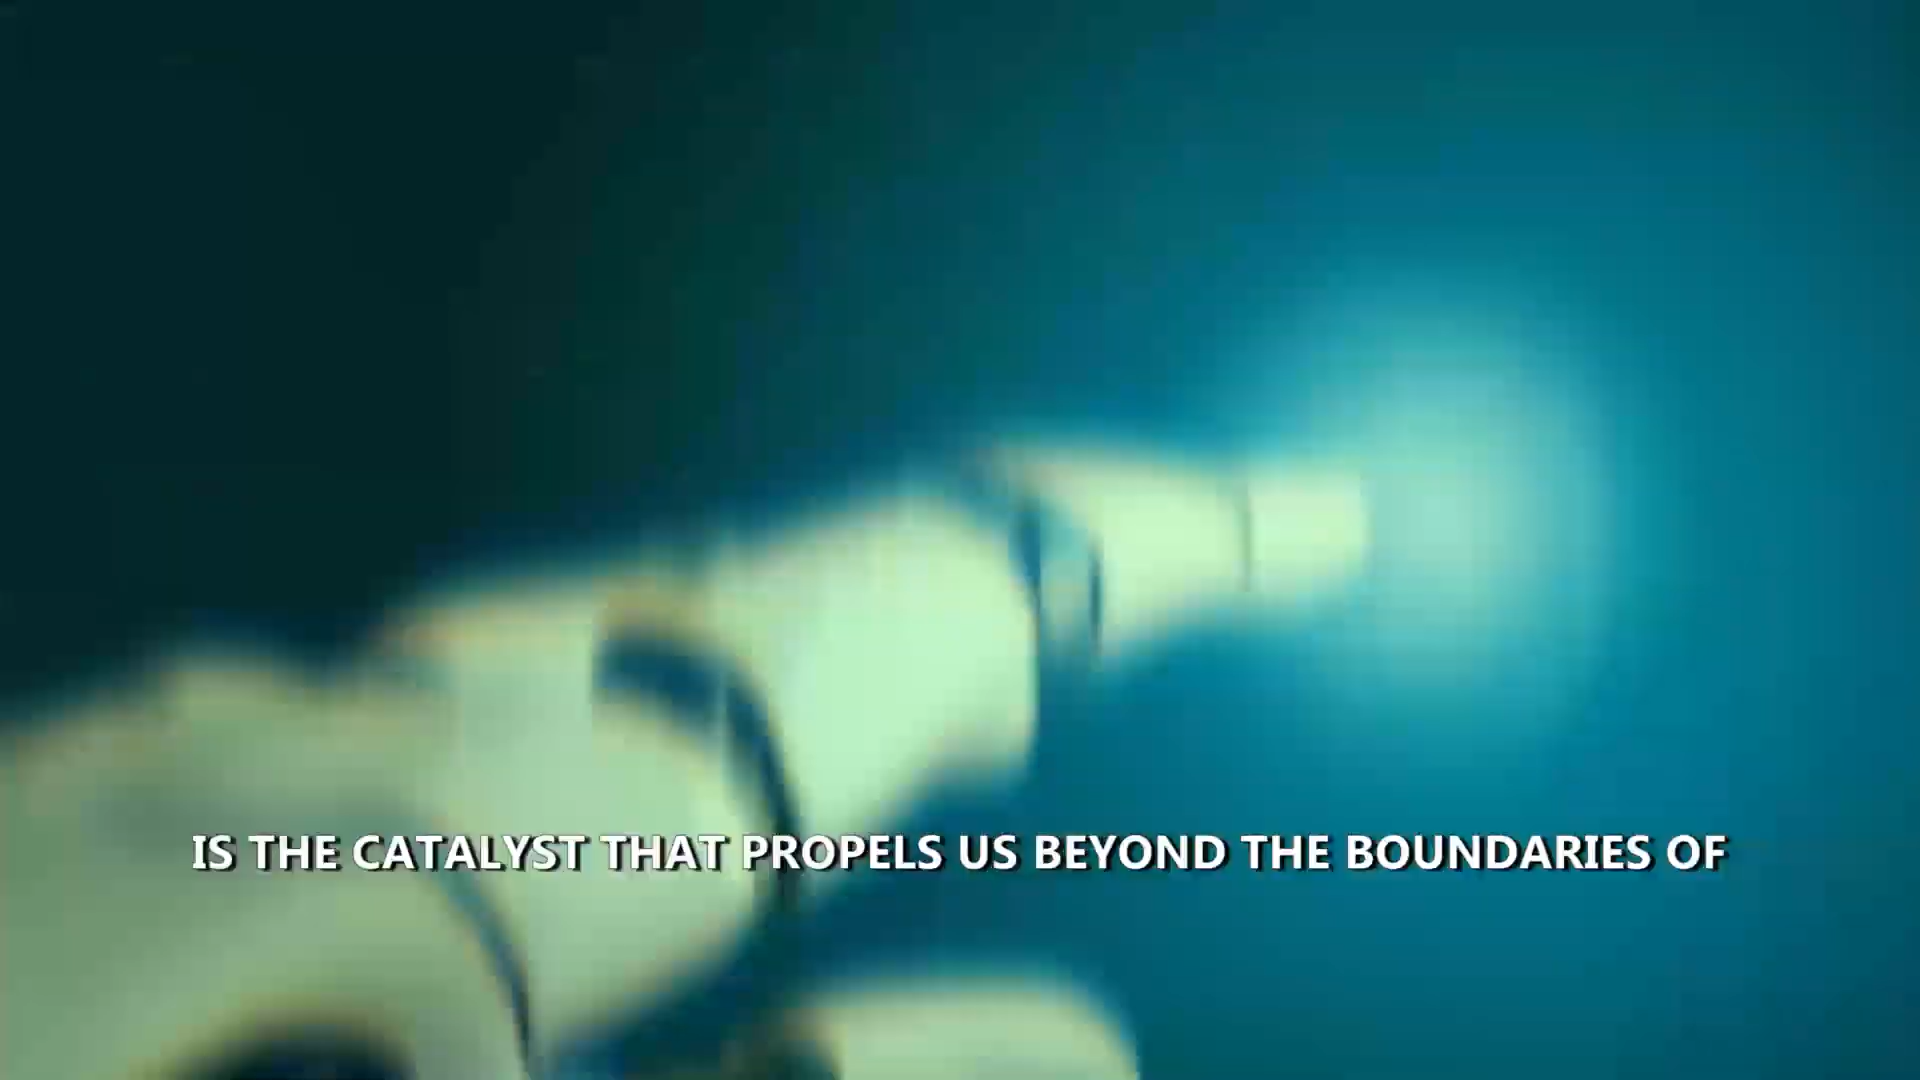 IS THE CATALYST THAT PROPELS US BEYOND THE BOUNDARIES OF